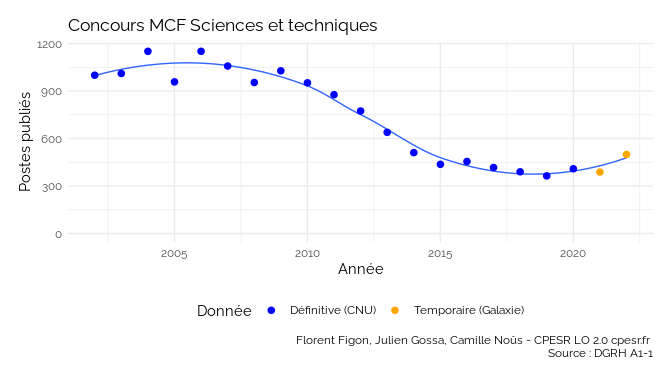 Concours MCF Sciences et techniques
Postes publiés
1200
900
600
300
0
2005
2010
2015
2020
Année
Donnée
Définitive (CNU)
Temporaire (Galaxie)
Florent Figon, Julien Gossa, Camille Noûs - CPESR LO 2.0 cpesr.fr
Source : DGRH A1-1